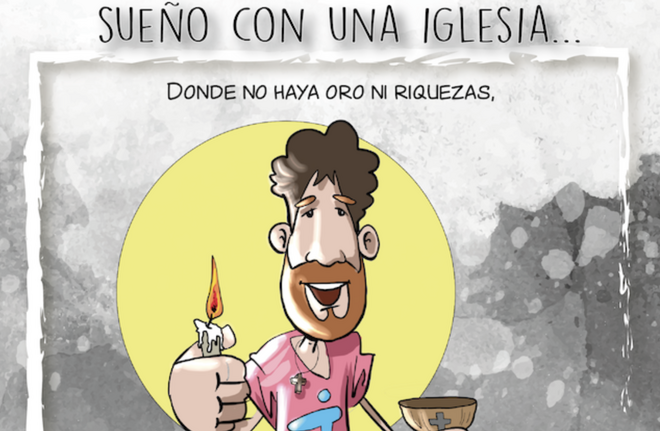 SUEÑO CON UNA IGLESIA...
DONDE NO HAYA ORO NI RIQUEZAS,